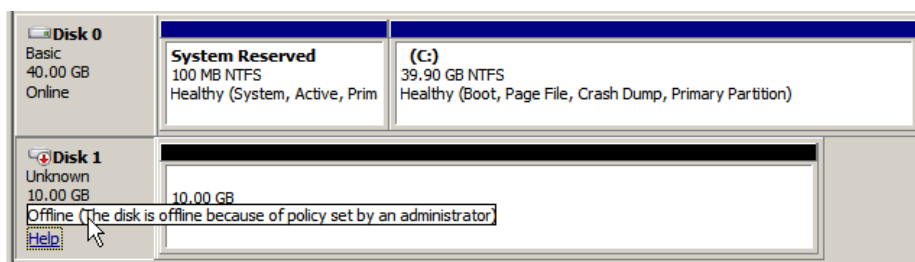 Disk 0
Basic
40.00 GB
Online
System Reserved
100 MB NTFS
Healthy (System, Active, Prim
(C:)
39.90 GB NTFS
Healthy (Boot, Page File, Crash Dump, Primary Partition)
Disk 1
Unknown
10.00 GB
10.00 GB
Offline (The disk is offline because of policy set by an administrator)
Help